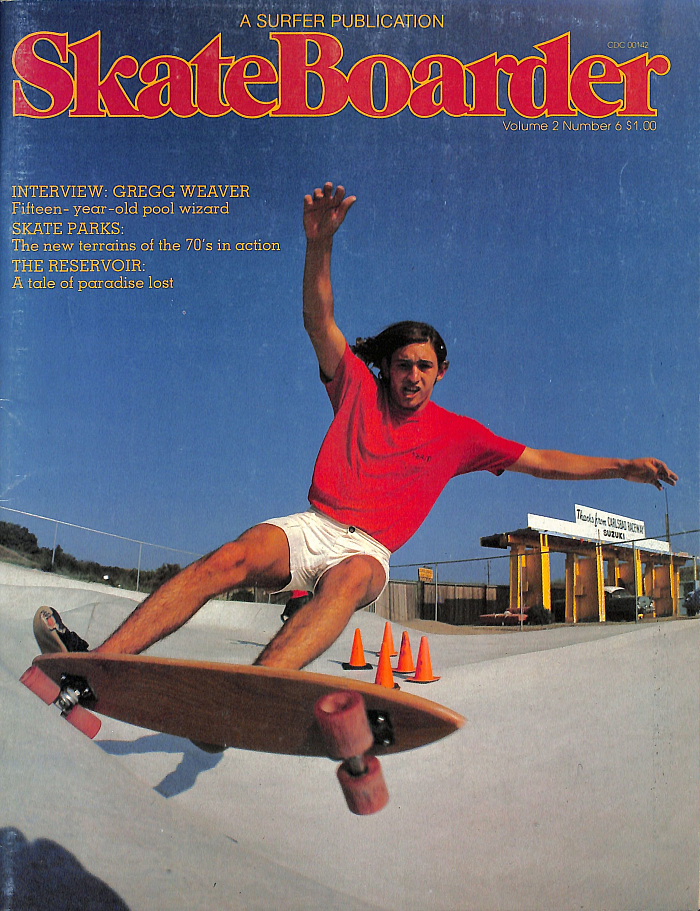 A SURFER PUBLICATION
SkateBoarder
CDC 00142
Volume 2 Number 6 $1.00
INTERVIEW: GREGG WEAVER
Fifteen-year-old pool wizard
SKATE PARKS:
The new terrains of the 70's in action
THE RESERVOIR:
A tale of paradise lost
Thanks from CARLSBAD RACEWAY
SUZUKI